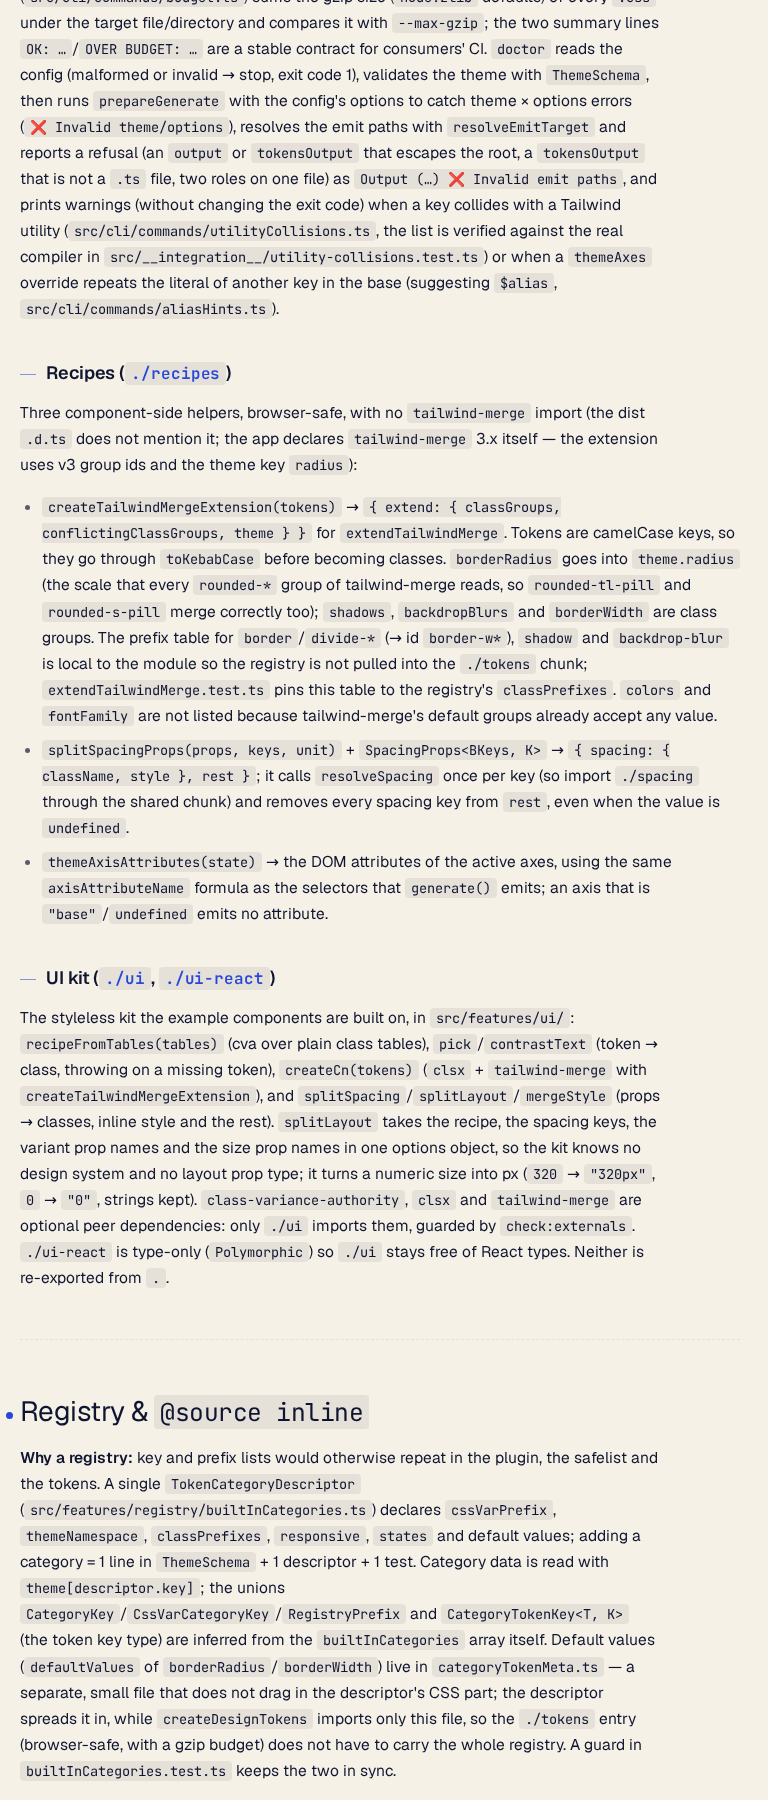 under the target file/directory and compares it with --max-gzip; the two summary lines
OK: … / OVER BUDGET: … are a stable contract for consumers' CI. doctor reads the
config (malformed or invalid → stop, exit code 1), validates the theme with ThemeSchema,
then runs prepareGenerate with the config's options to catch theme × options errors
(❌ Invalid theme/options), resolves the emit paths with resolveEmitTarget and
reports a refusal (an output or tokensOutput that escapes the root, a tokensOutput
that is not a .ts file, two roles on one file) as Output (…) ❌ Invalid emit paths, and
prints warnings (without changing the exit code) when a key collides with a Tailwind
utility (src/cli/commands/utilityCollisions.ts, the list is verified against the real
compiler in src/__integration__/utility-collisions.test.ts) or when a themeAxes
override repeats the literal of another key in the base (suggesting $alias,
src/cli/commands/aliasHints.ts).
— Recipes (./recipes)
Three component-side helpers, browser-safe, with no tailwind-merge import (the dist
.d.ts does not mention it; the app declares tailwind-merge 3.x itself — the extension
uses v3 group ids and the theme key radius):
• createTailwindMergeExtension(tokens) → { extend: { classGroups,
conflictingClassGroups, theme } } for extendTailwindMerge. Tokens are camelCase keys, so
they go through toKebabCase before becoming classes. borderRadius goes into theme.radius
(the scale that every rounded-* group of tailwind-merge reads, so rounded-tl-pill and
rounded-s-pill merge correctly too); shadows, backdropBlurs and borderWidth are class
groups. The prefix table for border/divide-* (→ id border-w*), shadow and backdrop-blur
is local to the module so the registry is not pulled into the ./tokens chunk;
extendTailwindMerge.test.ts pins this table to the registry's classPrefixes. colors and
fontFamily are not listed because tailwind-merge's default groups already accept any value.
• splitSpacingProps(props, keys, unit) + SpacingProps<BKeys, K> → { spacing: {
className, style }, rest }; it calls resolveSpacing once per key (so import ./spacing
through the shared chunk) and removes every spacing key from rest, even when the value is
undefined.
• themeAxisAttributes(state) → the DOM attributes of the active axes, using the same
axisAttributeName formula as the selectors that generate() emits; an axis that is
"base"/undefined emits no attribute.
— UI kit (./ui, ./ui-react)
The styleless kit the example components are built on, in src/features/ui/:
recipeFromTables(tables) (cva over plain class tables), pick/contrastText (token →
class, throwing on a missing token), createCn(tokens) (clsx + tailwind-merge with
createTailwindMergeExtension), and splitSpacing/splitLayout/mergeStyle (props
→ classes, inline style and the rest). splitLayout takes the recipe, the spacing keys, the
variant prop names and the size prop names in one options object, so the kit knows no
design system and no layout prop type; it turns a numeric size into px (320 → "320px",
0 → "0", strings kept). class-variance-authority, clsx and tailwind-merge are
optional peer dependencies: only ./ui imports them, guarded by check:externals.
./ui-react is type-only (Polymorphic) so ./ui stays free of React types. Neither is
re-exported from . .
Registry & @source inline
Why a registry: key and prefix lists would otherwise repeat in the plugin, the safelist and
the tokens. A single TokenCategoryDescriptor
(src/features/registry/builtInCategories.ts) declares cssVarPrefix,
themeNamespace, classPrefixes, responsive, states and default values; adding a
category = 1 line in ThemeSchema + 1 descriptor + 1 test. Category data is read with
theme[descriptor.key]; the unions
CategoryKey/CssVarCategoryKey/RegistryPrefix and CategoryTokenKey<T, K>
(the token key type) are inferred from the builtInCategories array itself. Default values
(defaultValues of borderRadius/borderWidth) live in categoryTokenMeta.ts — a
separate, small file that does not drag in the descriptor's CSS part; the descriptor
spreads it in, while createDesignTokens imports only this file, so the ./tokens entry
(browser-safe, with a gzip budget) does not have to carry the whole registry. A guard in
builtInCategories.test.ts keeps the two in sync.